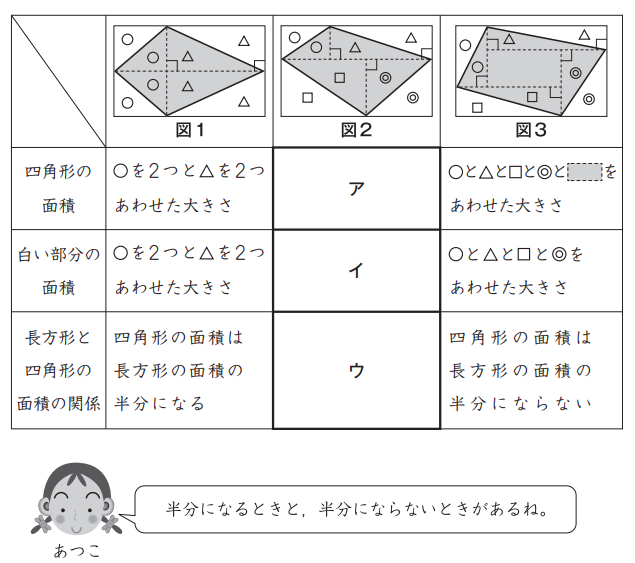 図1
図2
図3
四角形の
面積
○を2つと△を2つ
あわせた大きさ
ア
○と△と□と◎と を
あわせた大きさ
白い部分の
面積
○を2つと△を2つ
あわせた大きさ
イ
○と△と□と◎を
あわせた大きさ
長方形と
四角形の
面積の関係
四角形の面積は
長方形の面積の
半分になる
ウ
四角形の面積は
長方形の面積の
半分にならない
半分になるときと，半分にならないときがあるね。
あつこ